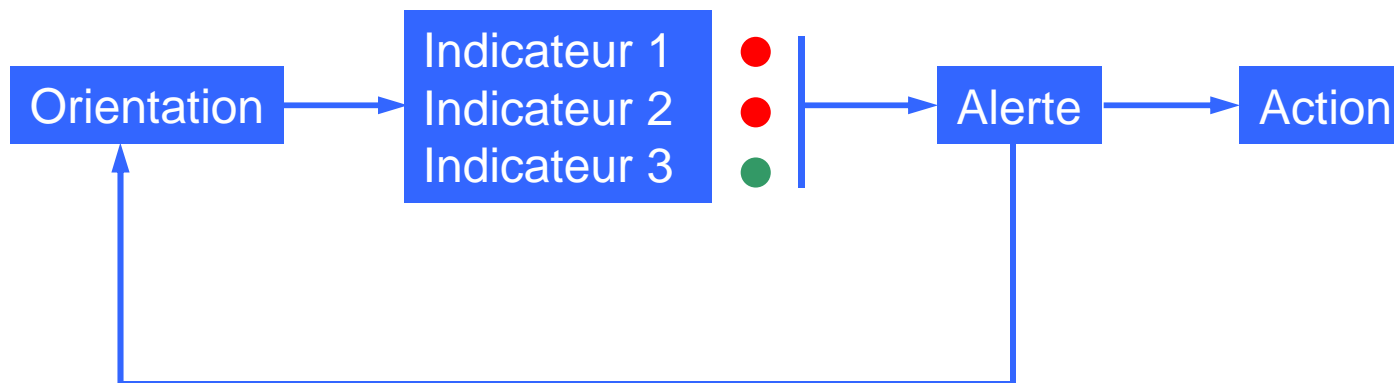 Orientation
Indicateur 1
Indicateur 2
Indicateur 3
Alerte
Action